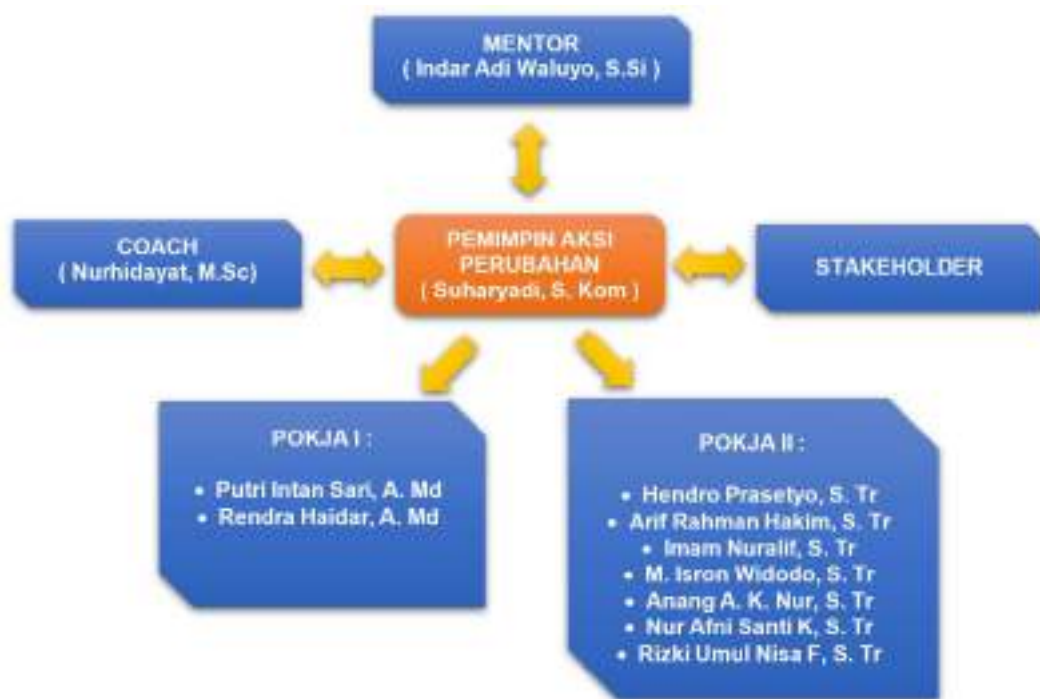 MENTOR
( Indar Adi Waluyo, S.Si )
COACH
( Nurhidayat, M.Sc)
PEMIMPIN AKSI
PERUBAHAN
( Suharyadi, S. Kom )
STAKEHOLDER
POKJA I :
• Putri Intan Sari, A. Md
• Rendra Haidar, A. Md
POKJA II :
• Hendro Prasetyo, S. Tr
• Arif Rahman Hakim, S. Tr
• Imam Nuralif, S. Tr
• M. Isron Widodo, S. Tr
• Anang A. K. Nur, S. Tr
• Nur Afni Santi K, S. Tr
• Rizki Umul Nisa F, S. Tr